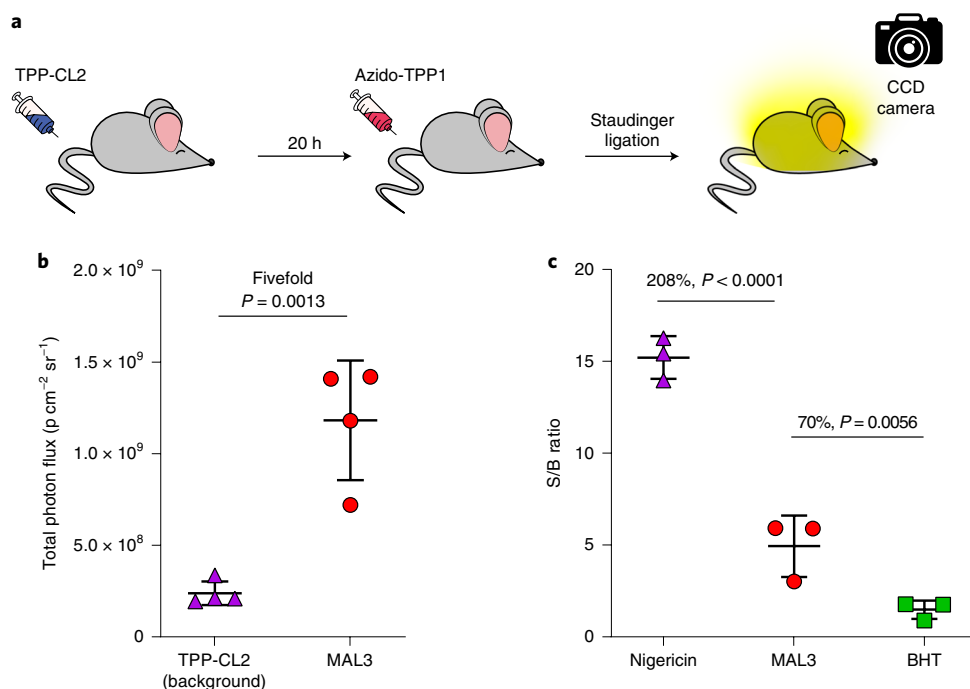 a
TPP-CL2
20 h
Azido-TPP1
Staudinger
ligation
CCD
camera
b
Total photon flux (p cm⁻² sr⁻¹)
2.0 × 10⁹
1.5 × 10⁹
1.0 × 10⁹
5.0 × 10⁸
0
Fivefold
P = 0.0013
TPP-CL2
(background)
MAL3
c
S/B ratio
20
15
10
5
0
208%, P < 0.0001
70%, P = 0.0056
Nigericin
MAL3
BHT